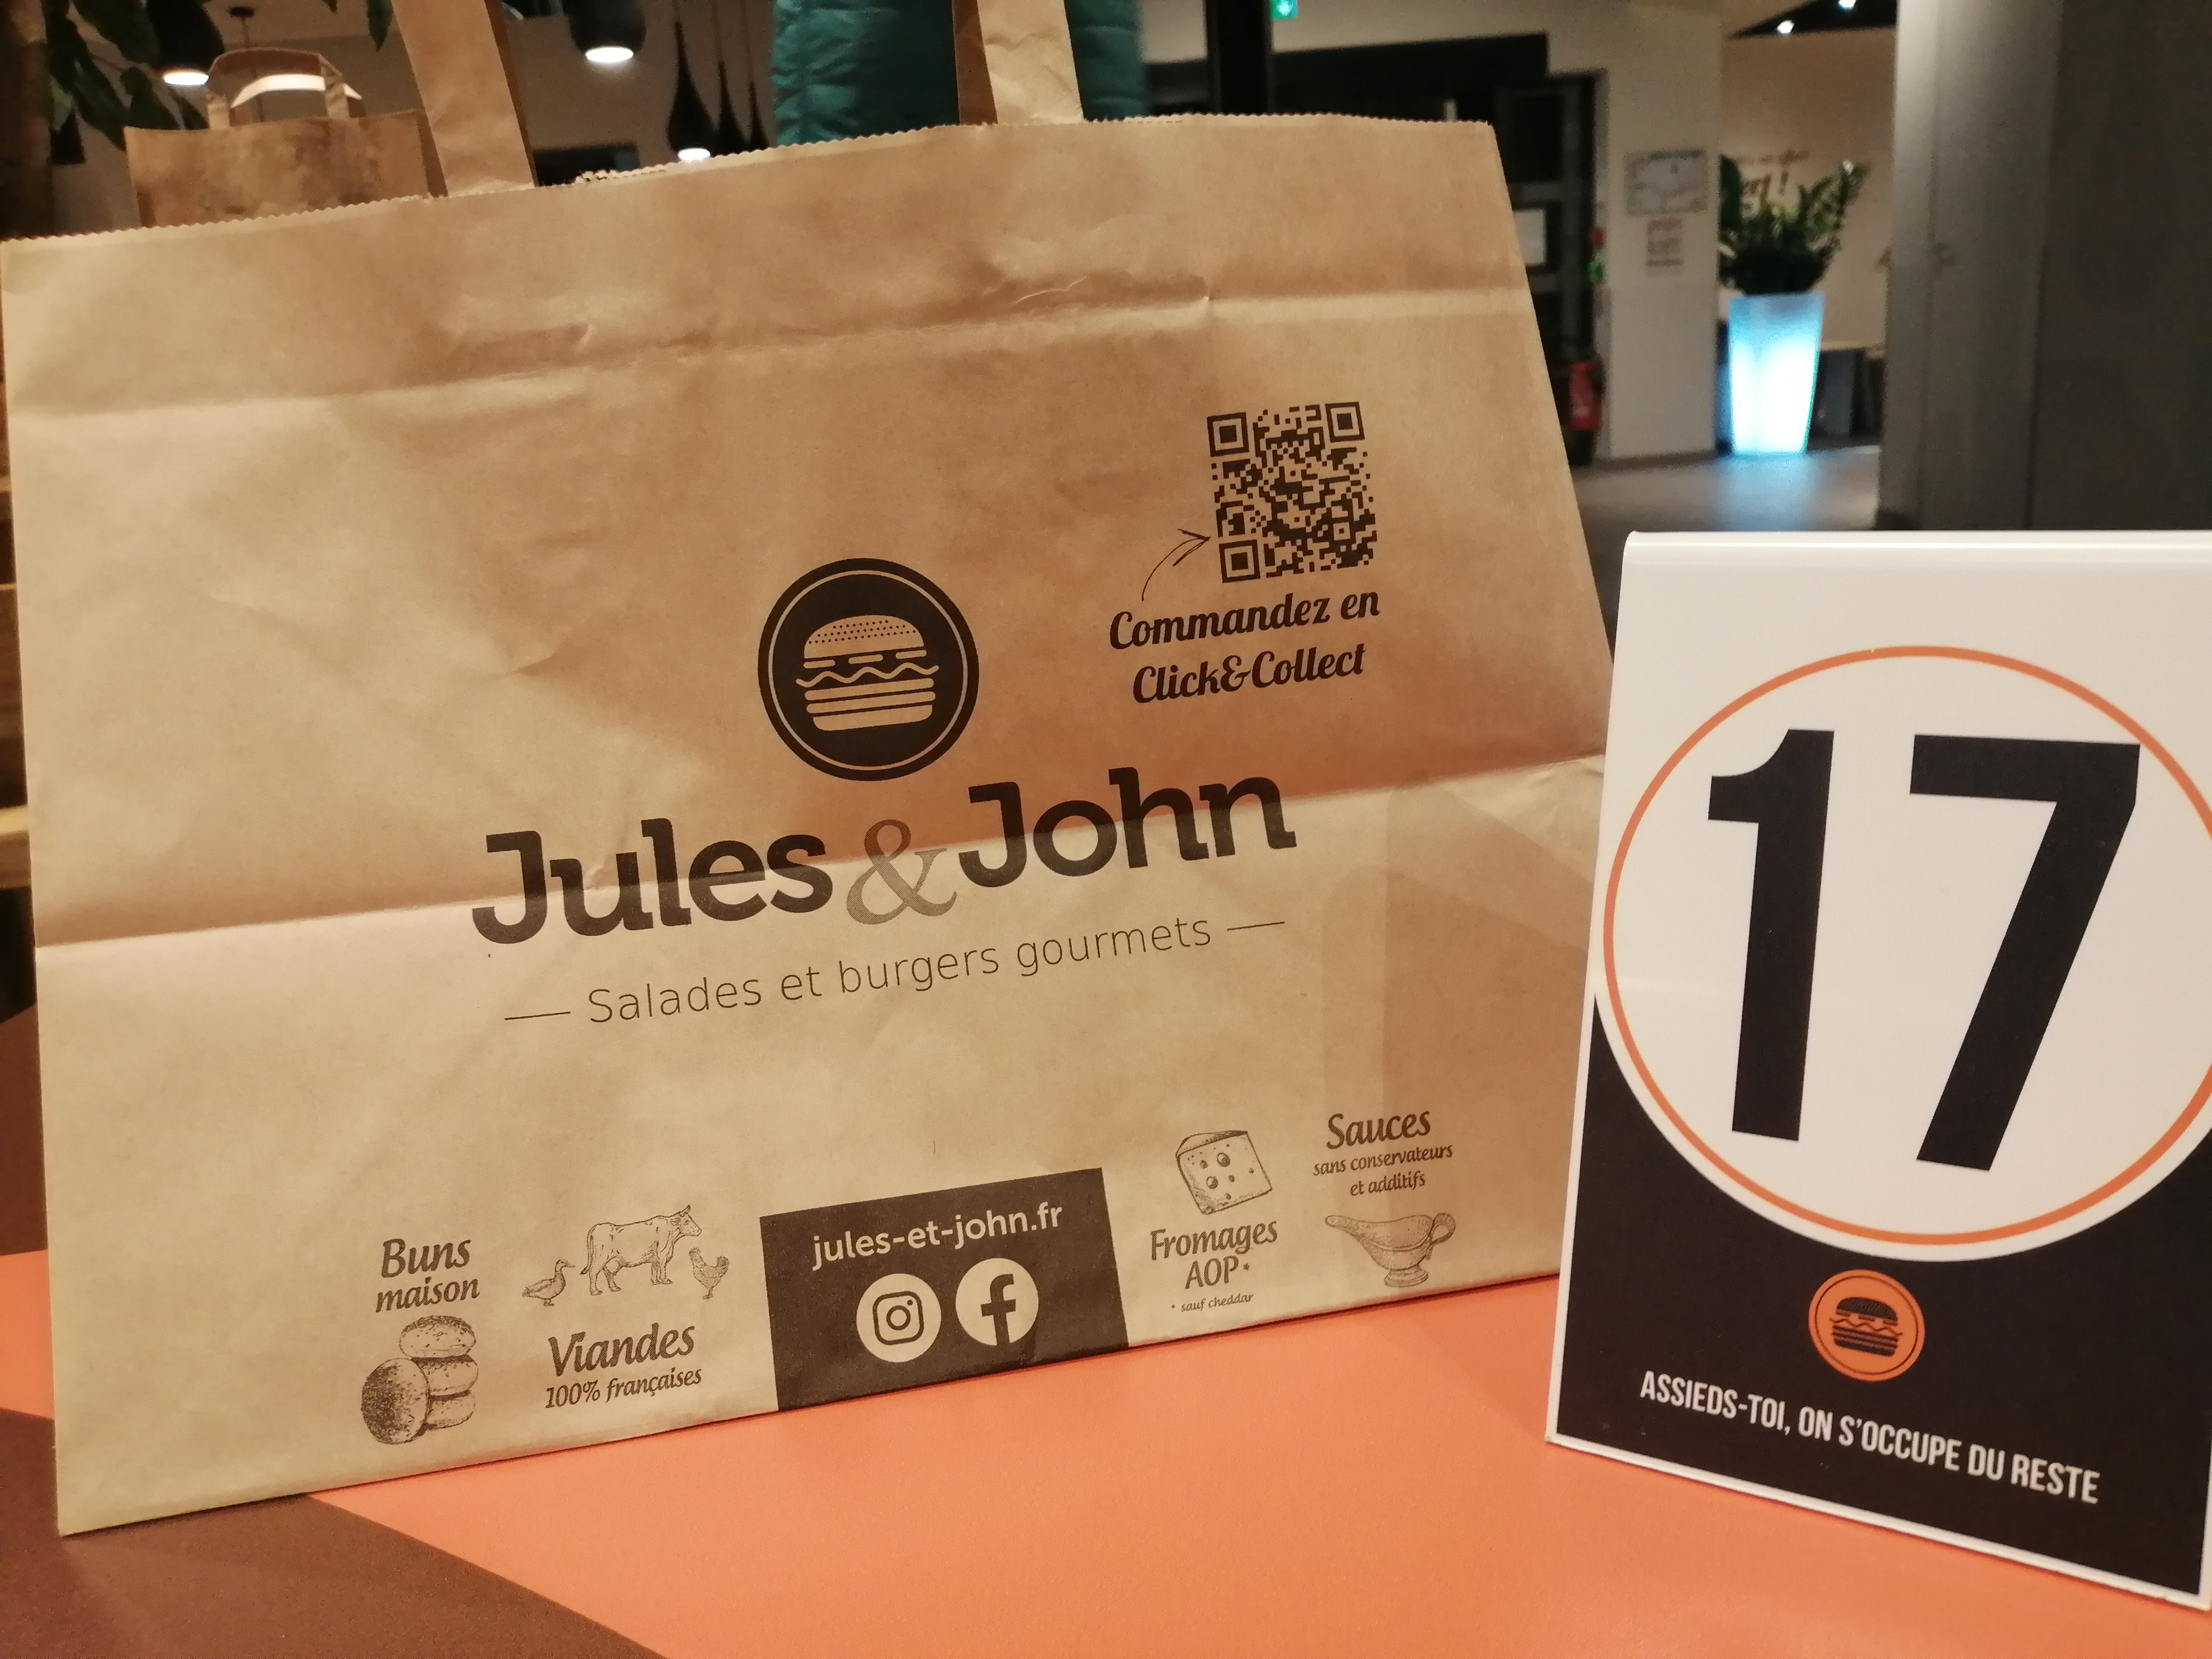 Commandez en
Click&Collect
Jules & John
— Salades et burgers gourmets —
Buns
maison
Viandes
100% françaises
jules-et-john.fr
Fromages
AOP*
* sauf cheddar
Sauces
sans conservateurs
et additifs
17
ASSIEDS-TOI, ON S'OCCUPE DU RESTE